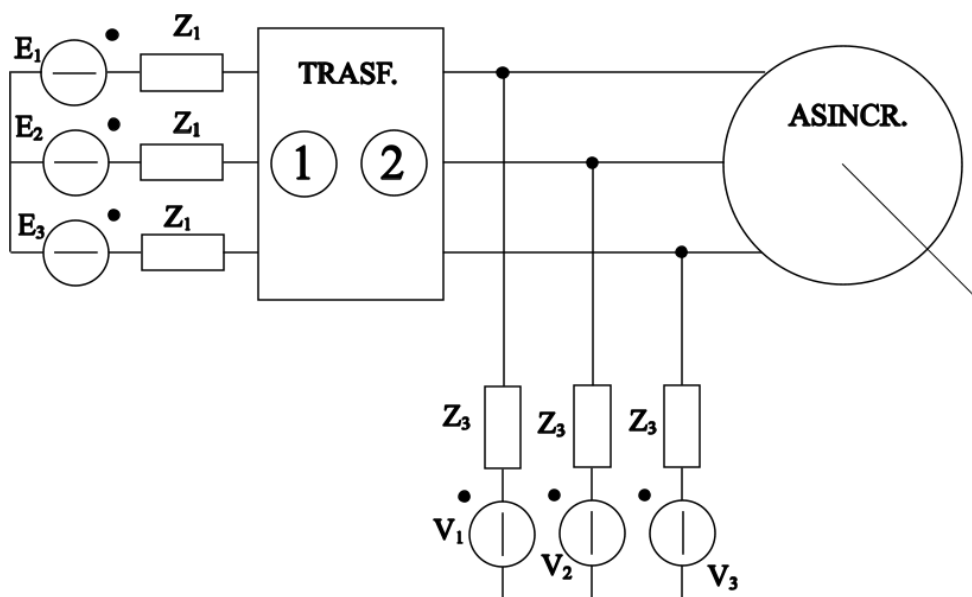 E₁
Z₁
TRASF.
ASINCR.
E₂
Z₁
1
2
E₃
Z₁
Z₃
Z₃
Z₃
V₁
V₂
V₃